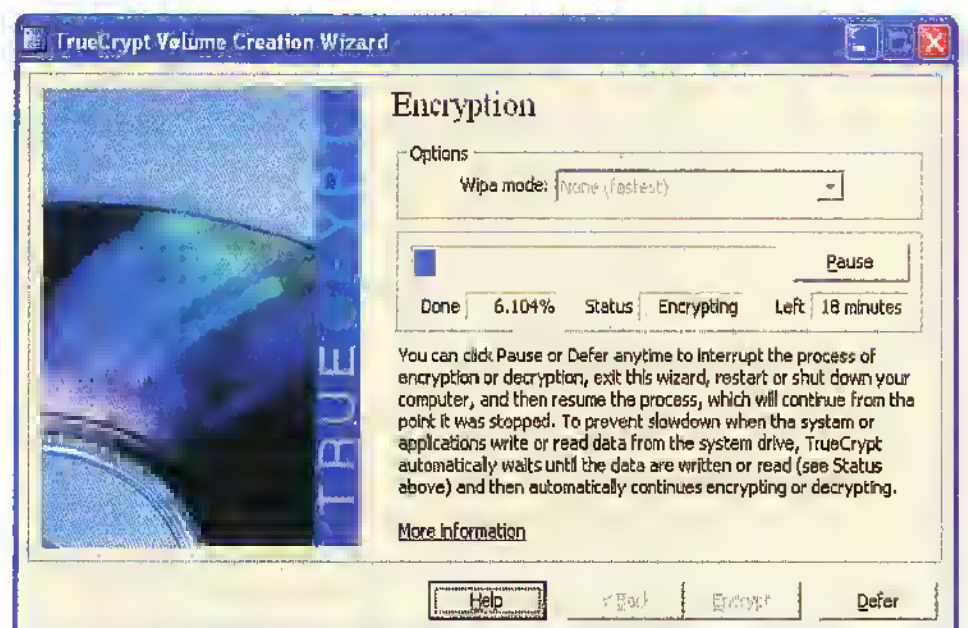 TrueCrypt Volume Creation Wizard
TRUECRYPT
Encryption
Options
Wipa mode: None (fastest)
Pause
Done 6.104% Status Encrypting Left 18 minutes
You can click Pause or Defer anytime to interrupt the process of
encryption or decryption, exit this wizard, restart or shut down your
computer, and then resume the process, which will continue from the
point it was stopped. To prevent slowdown when the system or
applications write or read data from the system drive, TrueCrypt
automatically waits until the data are written or read (see Status
above) and then automatically continues encrypting or decrypting.
More information
Help < Back Encrypt Defer